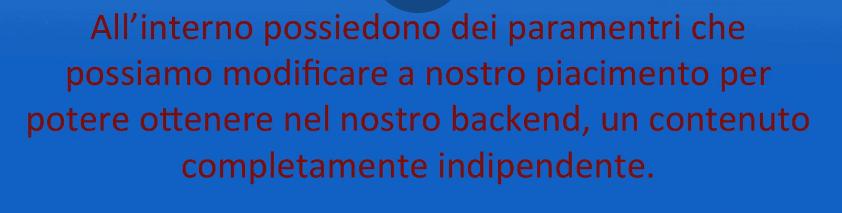 All’interno possiedono dei paramentri che
possiamo modificare a nostro piacimento per
potere ottenere nel nostro backend, un contenuto
completamente indipendente.